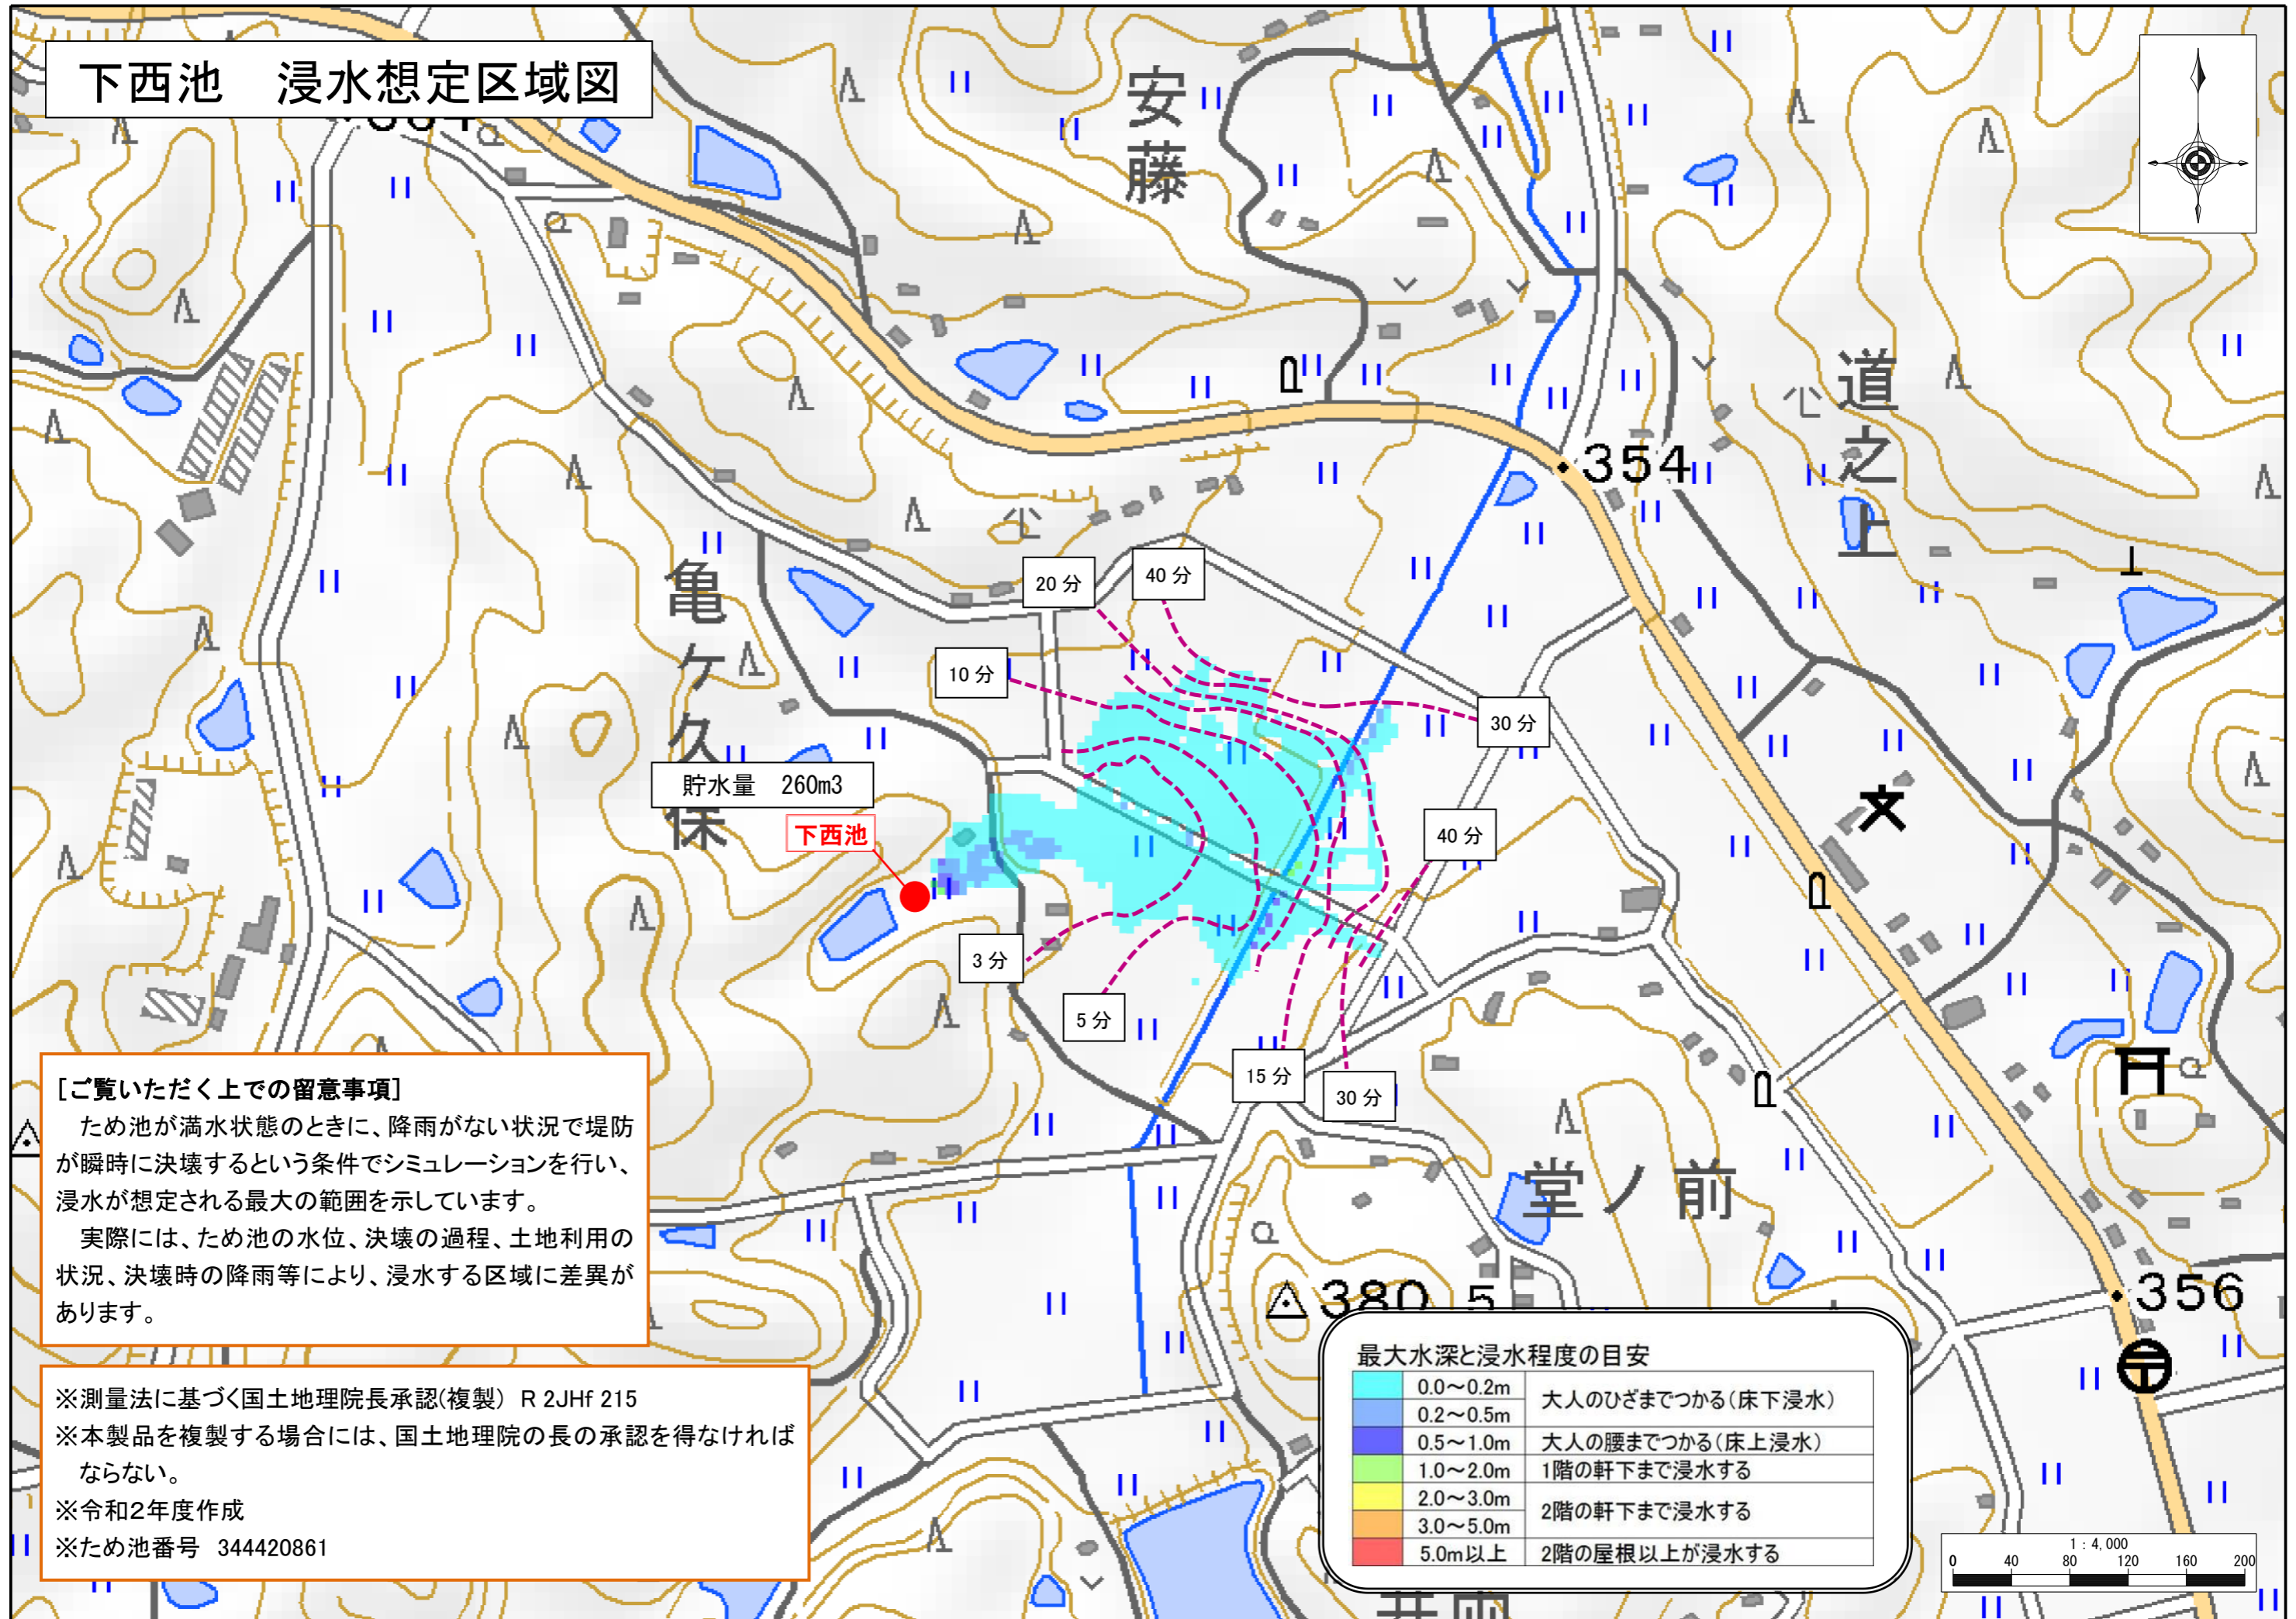 下西池　浸水想定区域図
安藤
道之上
354
亀ケ久保
20 分
40 分
10 分
30 分
貯水量　260m3
下西池
40 分
3 分
5 分
15 分
30 分
堂ノ前
380.5
356
[ご覧いただく上での留意事項]
　ため池が満水状態のときに、降雨がない状況で堤防
が瞬時に決壊するという条件でシミュレーションを行い、
浸水が想定される最大の範囲を示しています。
　実際には、ため池の水位、決壊の過程、土地利用の
状況、決壊時の降雨等により、浸水する区域に差異が
あります。
※測量法に基づく国土地理院長承認(複製)　R 2JHf 215
※本製品を複製する場合には、国土地理院の長の承認を得なければ
ならない。
※令和2年度作成
※ため池番号　344420861
最大水深と浸水程度の目安
0.0～0.2m
大人のひざまでつかる（床下浸水）
0.2～0.5m
0.5～1.0m　大人の腰までつかる（床上浸水）
1.0～2.0m　1階の軒下まで浸水する
2.0～3.0m
2階の軒下まで浸水する
3.0～5.0m
5.0m以上　2階の屋根以上が浸水する
1：4,000
0　40　80　120　160　200